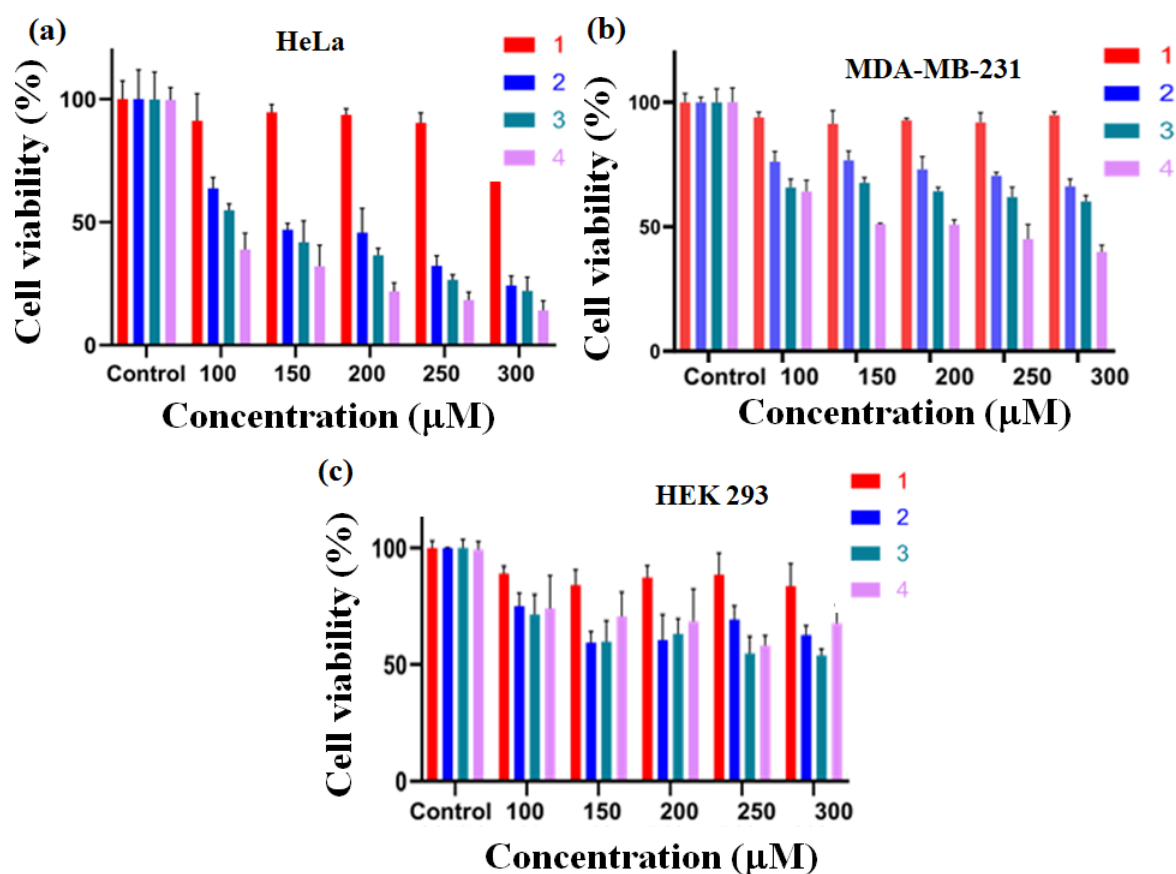 (a)
HeLa
1
2
3
4
Cell viability (%)
100
50
0
Control 100 150 200 250 300
Concentration (μM)
(b)
MDA-MB-231
1
2
3
4
Cell viability (%)
100
50
0
Control 100 150 200 250 300
Concentration (μM)
(c)
HEK 293
1
2
3
4
Cell viability (%)
100
50
0
Control 100 150 200 250 300
Concentration (μM)